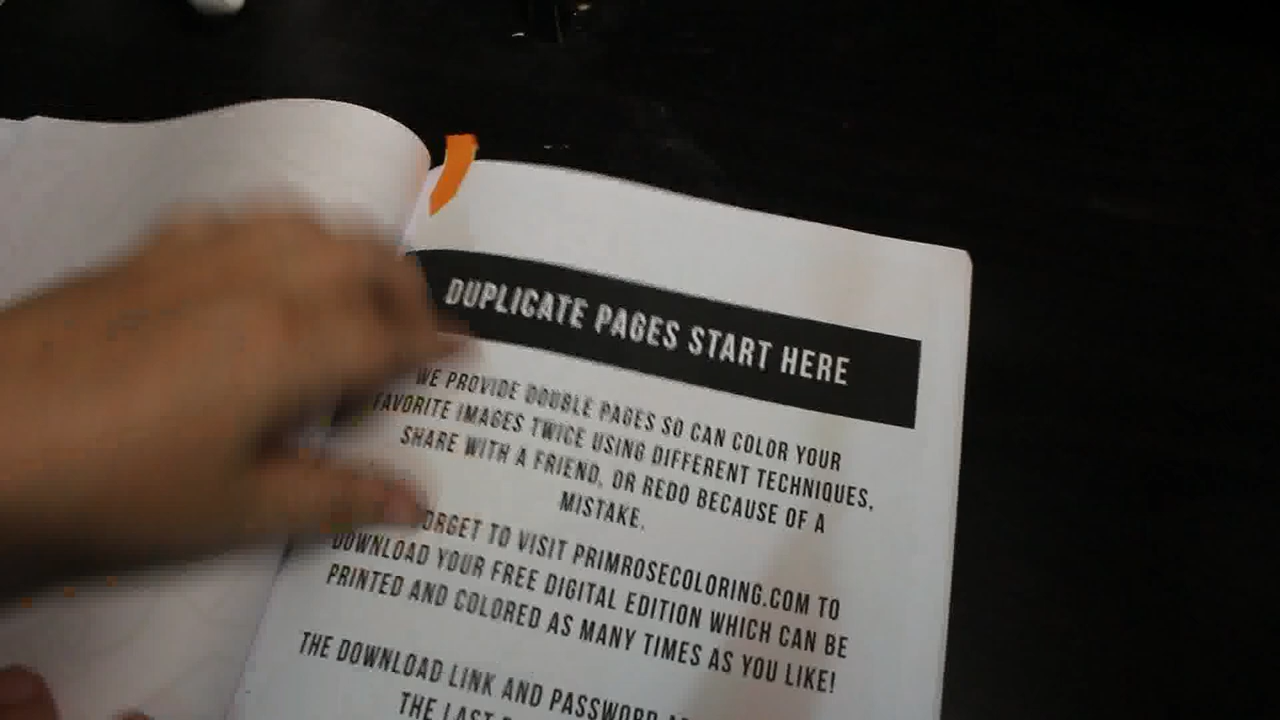 DUPLICATE PAGES START HERE
WE PROVIDE DOUBLE PAGES SO CAN COLOR YOUR
FAVORITE IMAGES TWICE USING DIFFERENT TECHNIQUES,
SHARE WITH A FRIEND, OR REDO BECAUSE OF A
MISTAKE.
ORGET TO VISIT PRIMROSECOLORING.COM TO
DOWNLOAD YOUR FREE DIGITAL EDITION WHICH CAN BE
PRINTED AND COLORED AS MANY TIMES AS YOU LIKE!
THE DOWNLOAD LINK AND PASSWORD
THE LAST